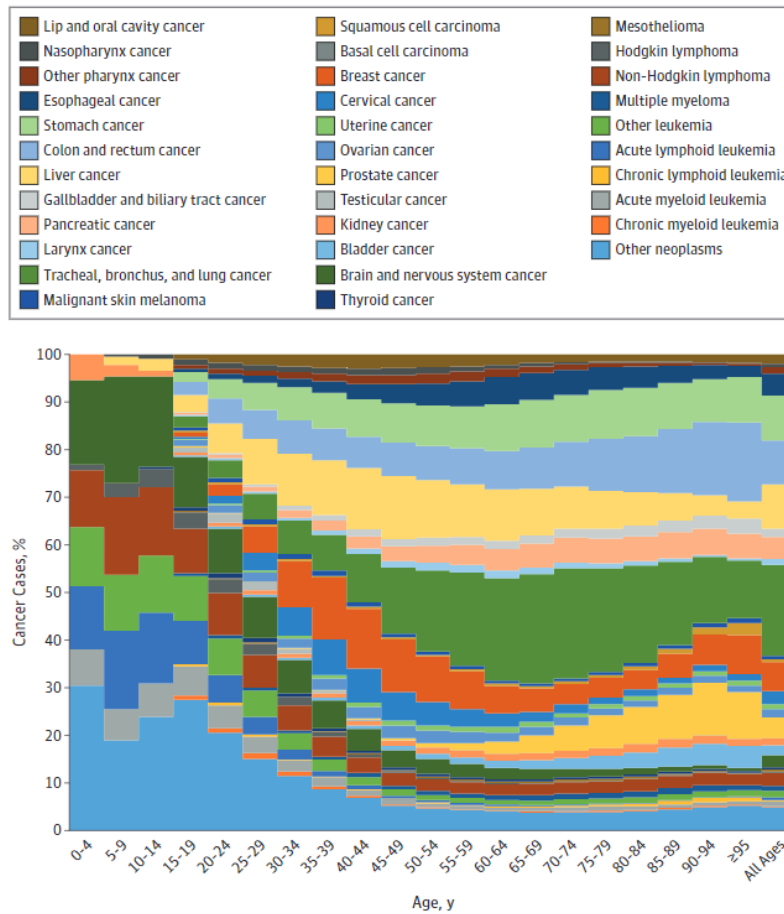 Lip and oral cavity cancer
Nasopharynx cancer
Other pharynx cancer
Esophageal cancer
Stomach cancer
Colon and rectum cancer
Liver cancer
Gallbladder and biliary tract cancer
Pancreatic cancer
Larynx cancer
Tracheal, bronchus, and lung cancer
Malignant skin melanoma
Squamous cell carcinoma
Basal cell carcinoma
Breast cancer
Cervical cancer
Uterine cancer
Ovarian cancer
Prostate cancer
Testicular cancer
Kidney cancer
Bladder cancer
Brain and nervous system cancer
Thyroid cancer
Mesothelioma
Hodgkin lymphoma
Non-Hodgkin lymphoma
Multiple myeloma
Other leukemia
Acute lymphoid leukemia
Chronic lymphoid leukemia
Acute myeloid leukemia
Chronic myeloid leukemia
Other neoplasms
Cancer Cases, %
100
90
80
70
60
50
40
30
20
10
0
0-4
5-9
10-14
15-19
20-24
25-29
30-34
35-39
40-44
45-49
50-54
55-59
60-64
65-69
70-74
75-79
80-84
85-89
90-94
≥95
All Ages
Age, y